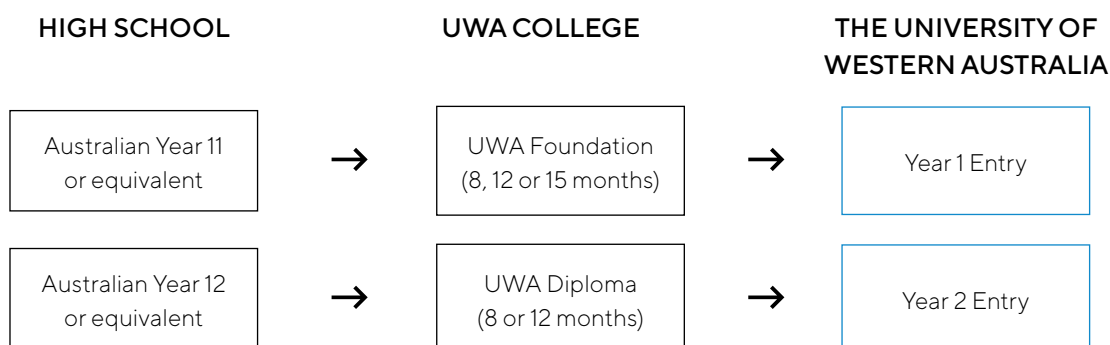 HIGH SCHOOL
UWA COLLEGE
THE UNIVERSITY OF
WESTERN AUSTRALIA
Australian Year 11
or equivalent
→
UWA Foundation
(8, 12 or 15 months)
→
Year 1 Entry
Australian Year 12
or equivalent
→
UWA Diploma
(8 or 12 months)
→
Year 2 Entry